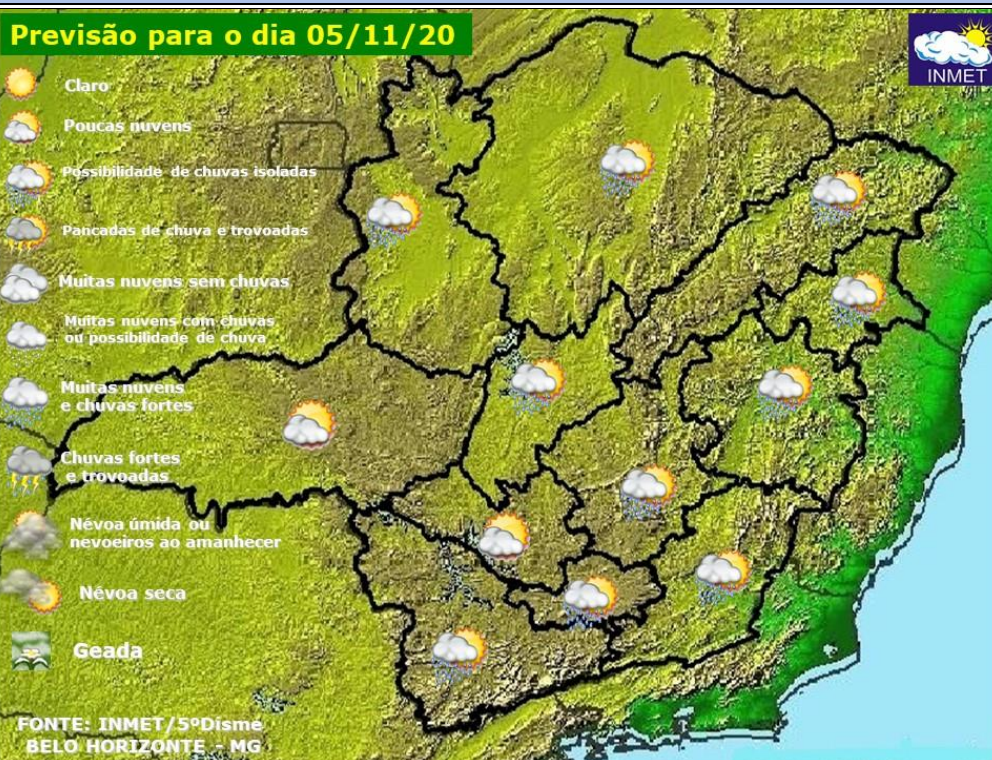 Previsão para o dia 05/11/20
INMET
Claro
Poucas nuvens
Possibilidade de chuvas isoladas
Pancadas de chuva e trovoadas
Muitas nuvens sem chuvas
Muitas nuvens com chuvas
ou possibilidade de chuva
Muitas nuvens
e chuvas fortes
Chuvas fortes
e trovoadas
Névoa úmida ou
nevoeiros ao amanhecer
Névoa seca
Geada
FONTE: INMET/5ºDisme
BELO HORIZONTE - MG